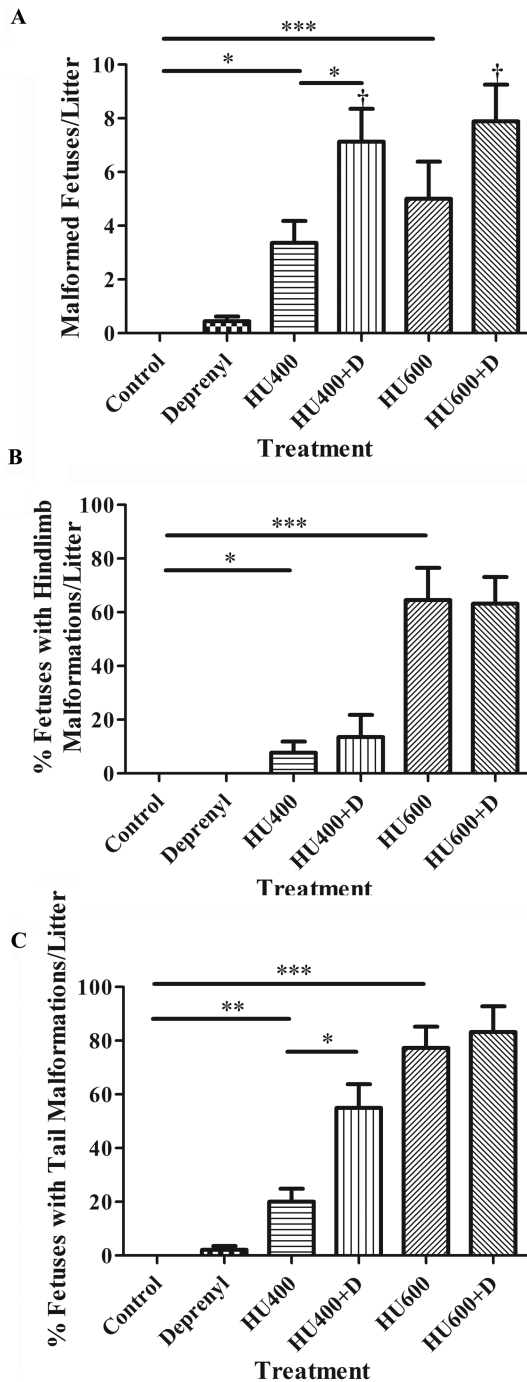 A
***
*
*
†
†
Malformed Fetuses/Litter
10
8
6
4
2
0
Control
Deprenyl
HU400
HU400+D
HU600
HU600+D
Treatment
B
***
*
% Fetuses with Hindlimb
Malformations/Litter
100
80
60
40
20
0
Control
Deprenyl
HU400
HU400+D
HU600
HU600+D
Treatment
C
***
**
*
% Fetuses with Tail Malformations/Litter
100
80
60
40
20
0
Control
Deprenyl
HU400
HU400+D
HU600
HU600+D
Treatment